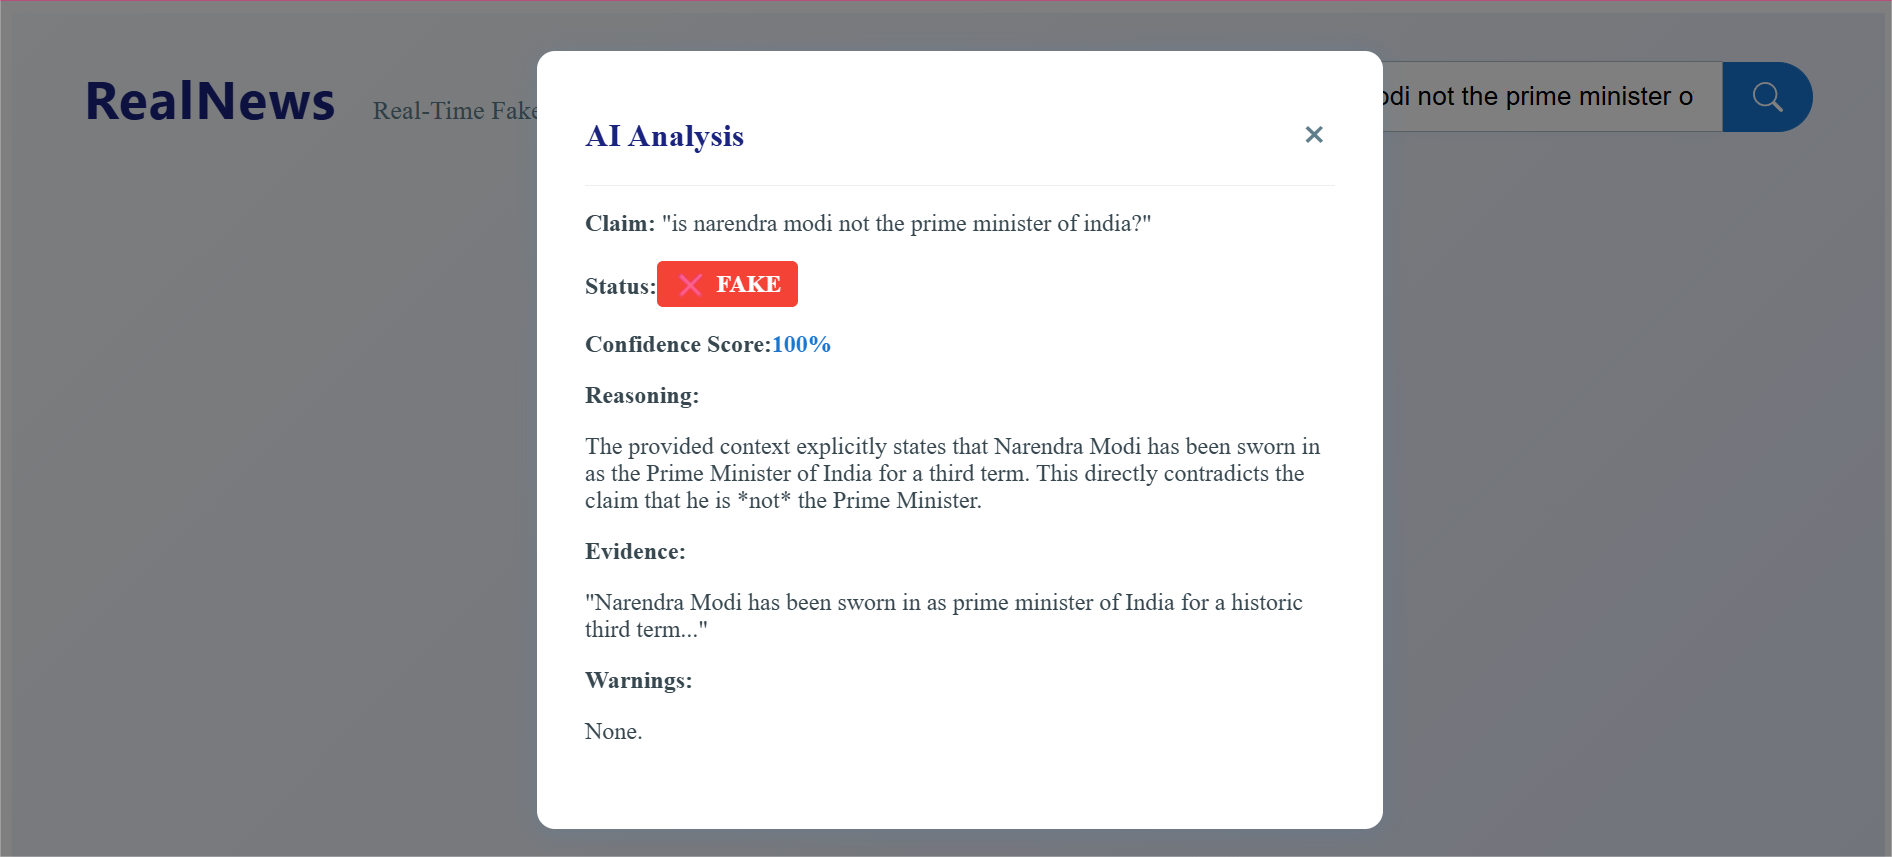 RealNews
Real-Time Fake
odi not the prime minister o
AI Analysis
×
Claim: "is narendra modi not the prime minister of india?"
Status: ❌ FAKE
Confidence Score:100%
Reasoning:
The provided context explicitly states that Narendra Modi has been sworn in
as the Prime Minister of India for a third term. This directly contradicts the
claim that he is *not* the Prime Minister.
Evidence:
"Narendra Modi has been sworn in as prime minister of India for a historic
third term..."
Warnings:
None.